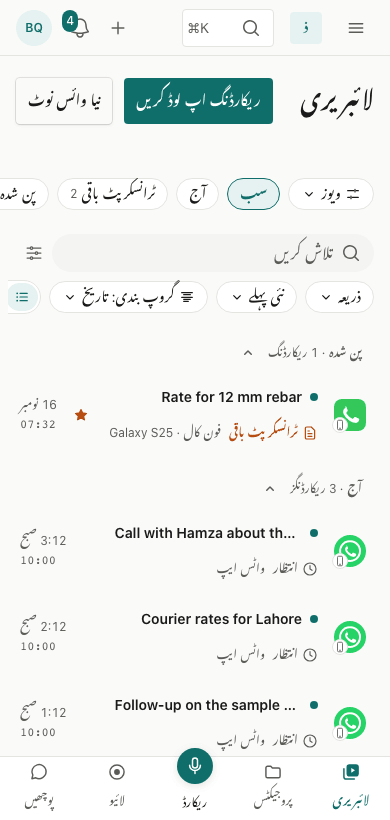 ذ
⌘K
4
BQ
لائبریری
ریکارڈنگ اپ لوڈ کریں
نیا وائس نوٹ
ویوز
سب
آج
ٹرانسکرپٹ باقی 2
پن شدہ
تلاش کریں
ذریعہ
نئی پہلے
گروپ بندی: تاریخ
پن شدہ · 1 ریکارڈنگ
Rate for 12 mm rebar
16 نومبر
ٹرانسکرپٹ باقی فون کال · Galaxy S25
07:32
آج · 3 ریکارڈنگز
Call with Hamza about th...
3:12 صبح
انتظار واٹس ایپ
10:00
Courier rates for Lahore
2:12 صبح
انتظار واٹس ایپ
10:00
Follow-up on the sample ...
1:12 صبح
انتظار واٹس ایپ
10:00
لائبریری
پروجیکٹس
ریکارڈ
لائیو
پوچھیں